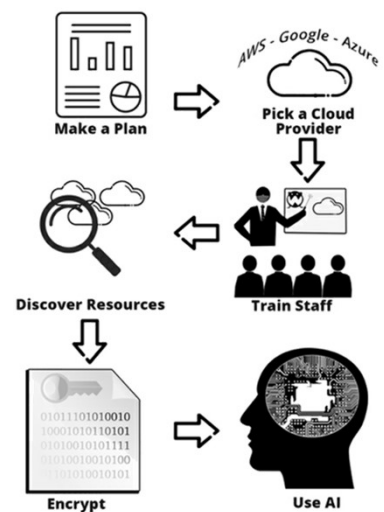 Make a Plan
AWS - Google - Azure
Pick a Cloud
Provider
Train Staff
Discover Resources
01011101010010
10001010110101
01010010101111
01010010010100
11010010010101
Encrypt
Use AI